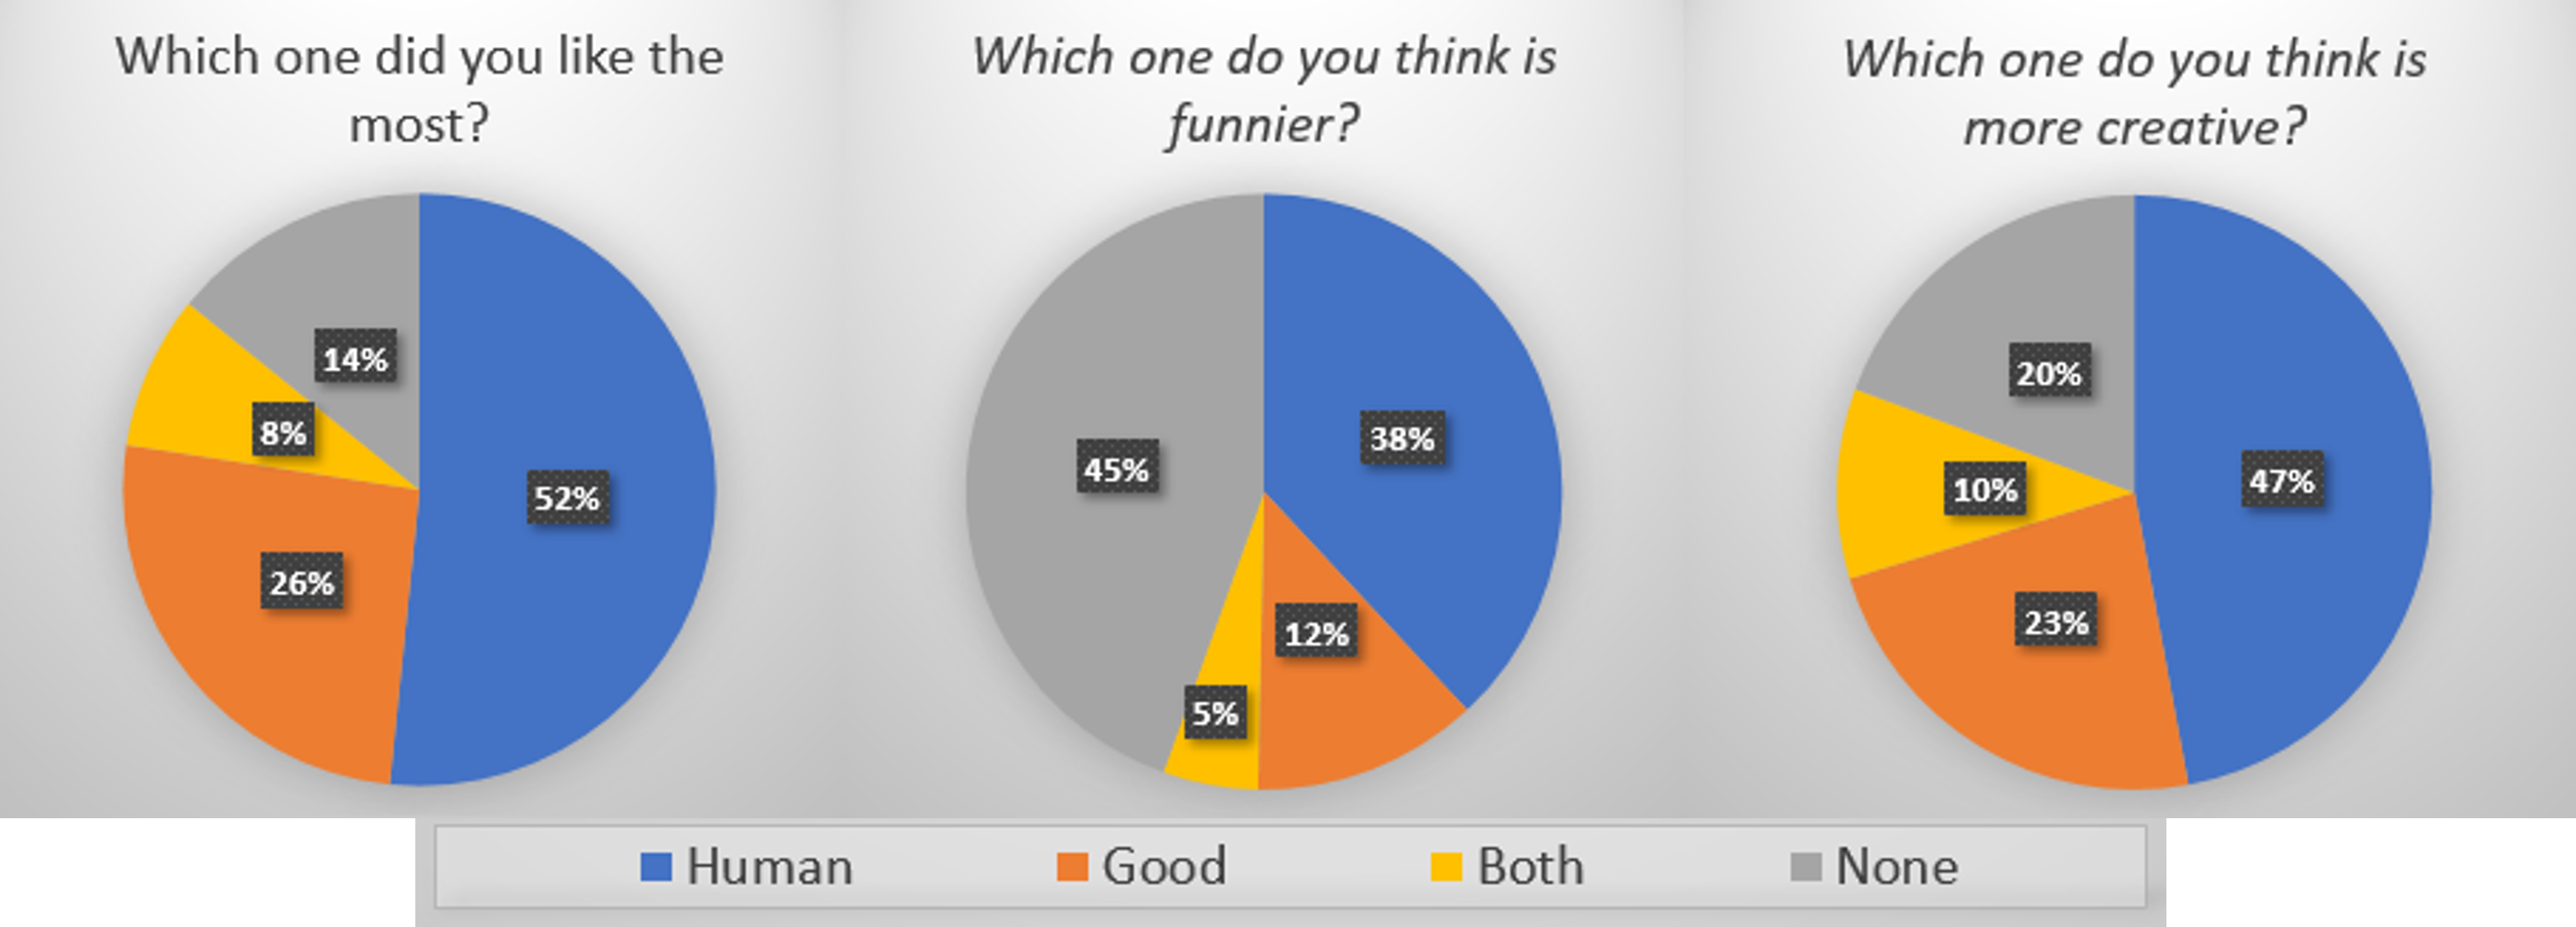 Which one did you like the
most?
14%
8%
52%
26%
Which one do you think is
funnier?
38%
45%
12%
5%
Which one do you think is
more creative?
20%
47%
10%
23%
Human Good Both None